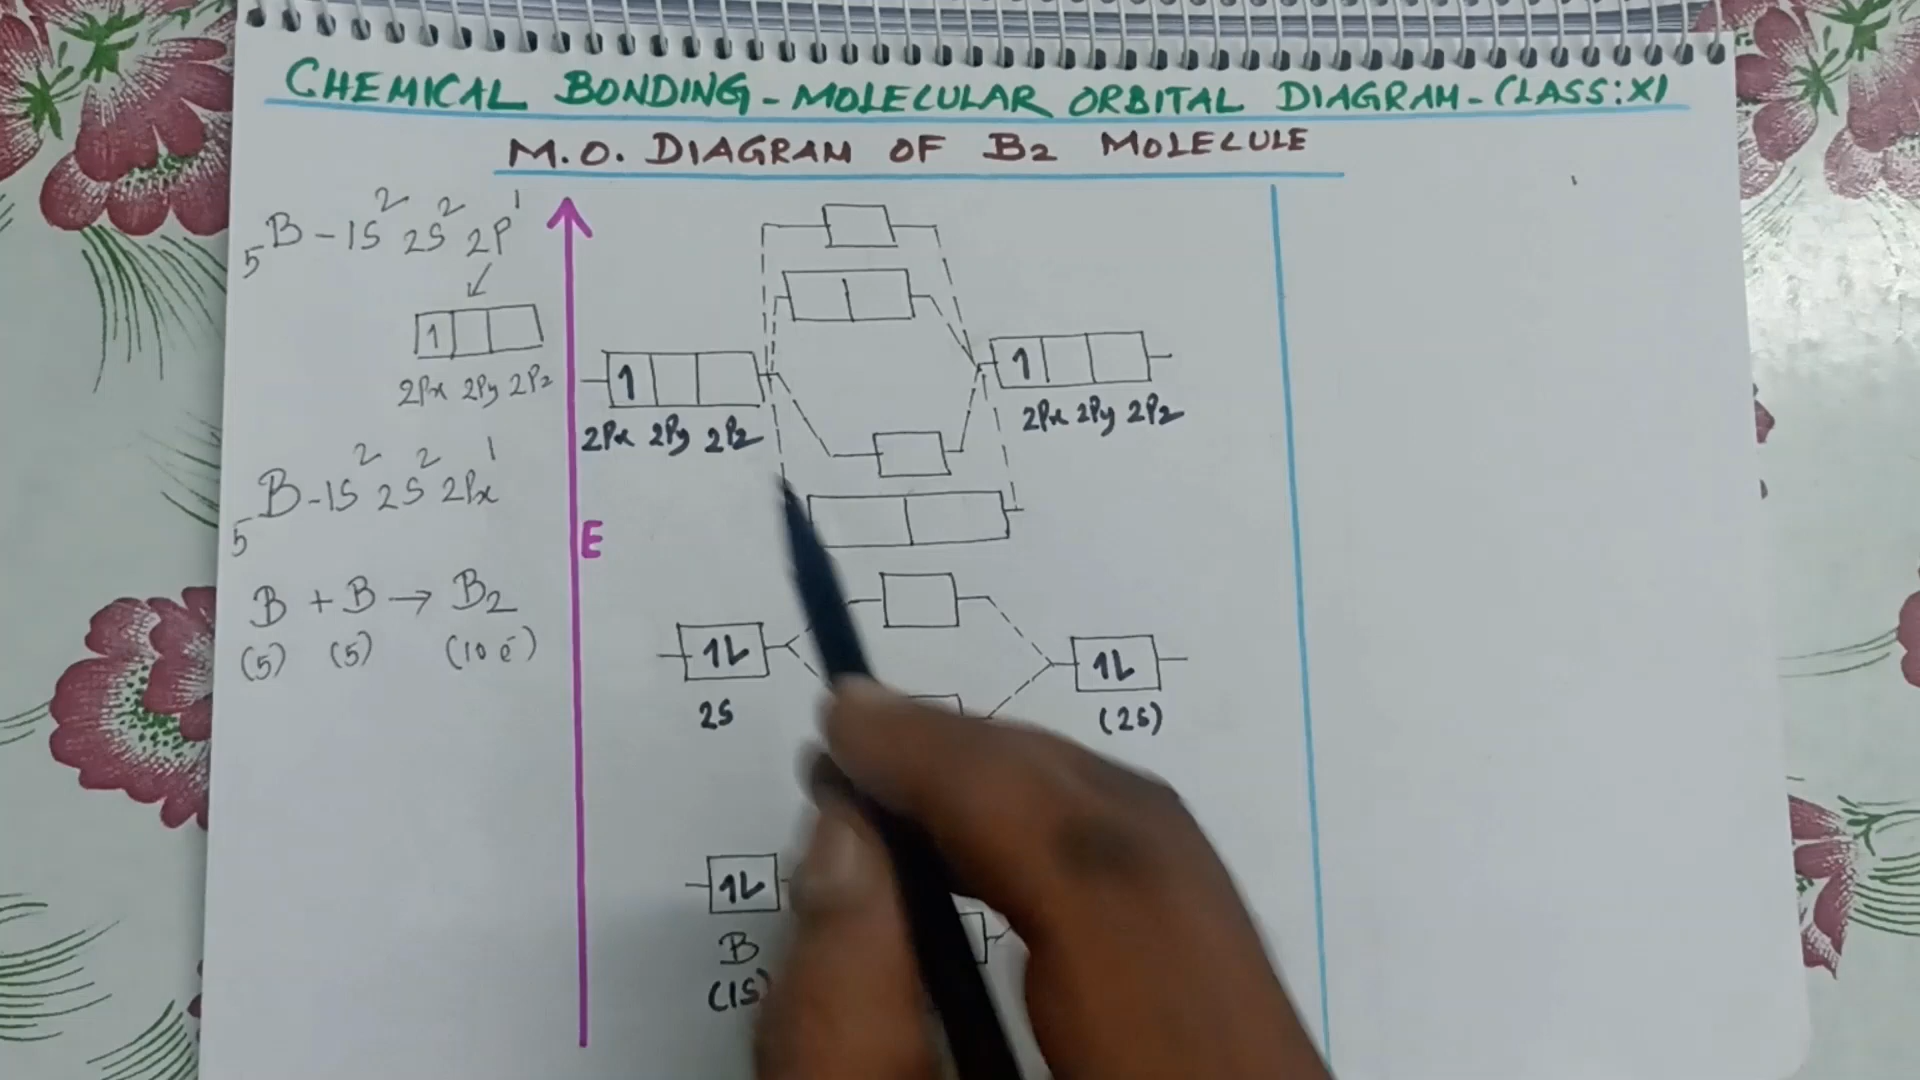 CHEMICAL BONDING - MOLECULAR ORBITAL DIAGRAM - CLASS: XI
M.O. DIAGRAM OF B2 MOLECULE
5B - 1S² 2S² 2P¹
1
2Px 2Py 2Pz
5B - 1S² 2S² 2Px¹
B + B → B2
(5) (5) (10 e⁻)
E
1
2Px 2Py 2Pz
1
2Px 2Py 2Pz
1L
2S
1L
(2S)
1L
B
(1S)